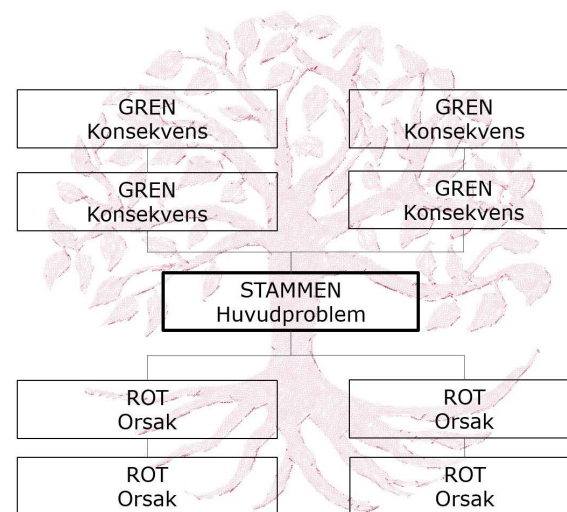 GREN
Konsekvens
GREN
Konsekvens
GREN
Konsekvens
GREN
Konsekvens
STAMMEN
Huvudproblem
ROT
Orsak
ROT
Orsak
ROT
Orsak
ROT
Orsak